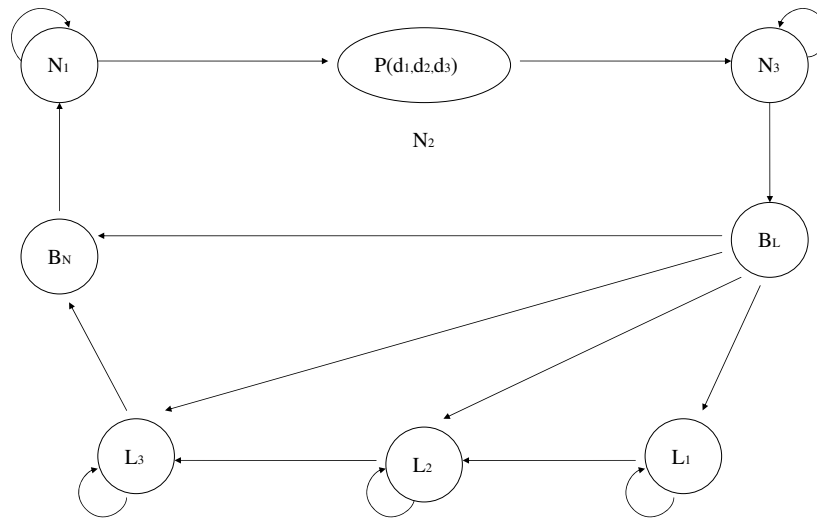 N1
P(d1,d2,d3)
N3
N2
BN
BL
L3
L2
L1